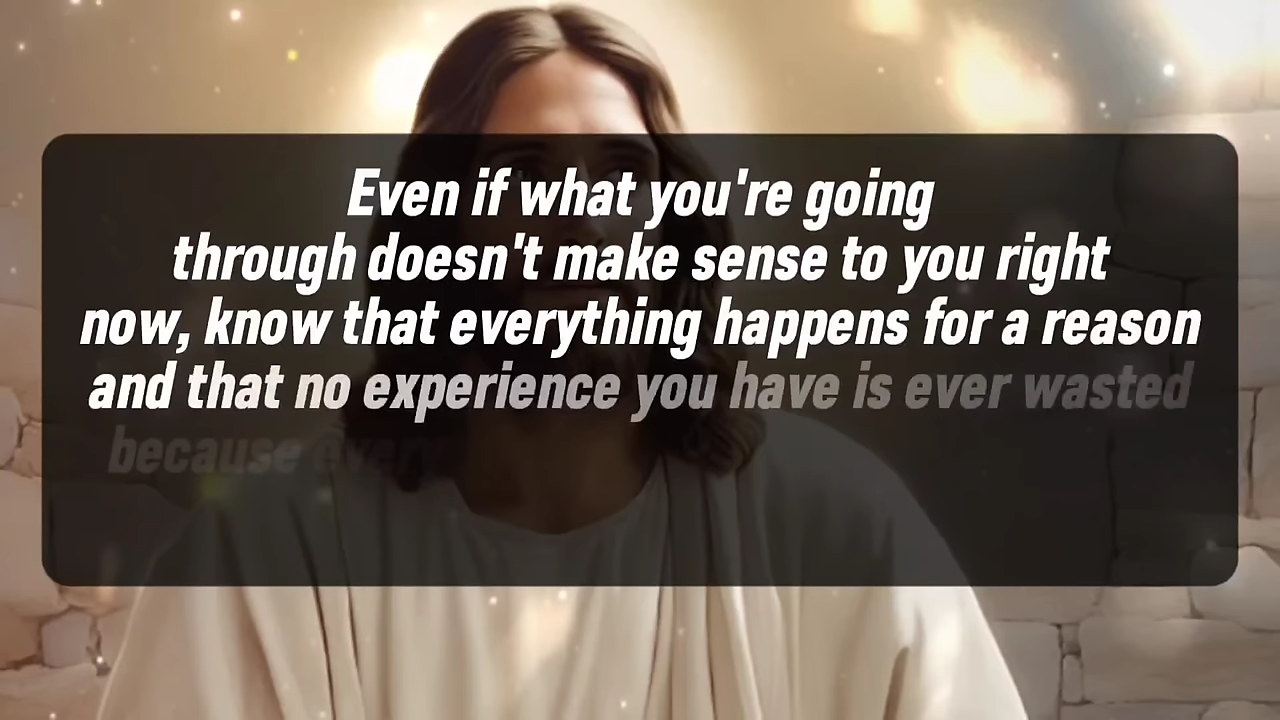 Even if what you're going
through doesn't make sense to you right
now, know that everything happens for a reason
and that no experience you have is ever wasted
because every